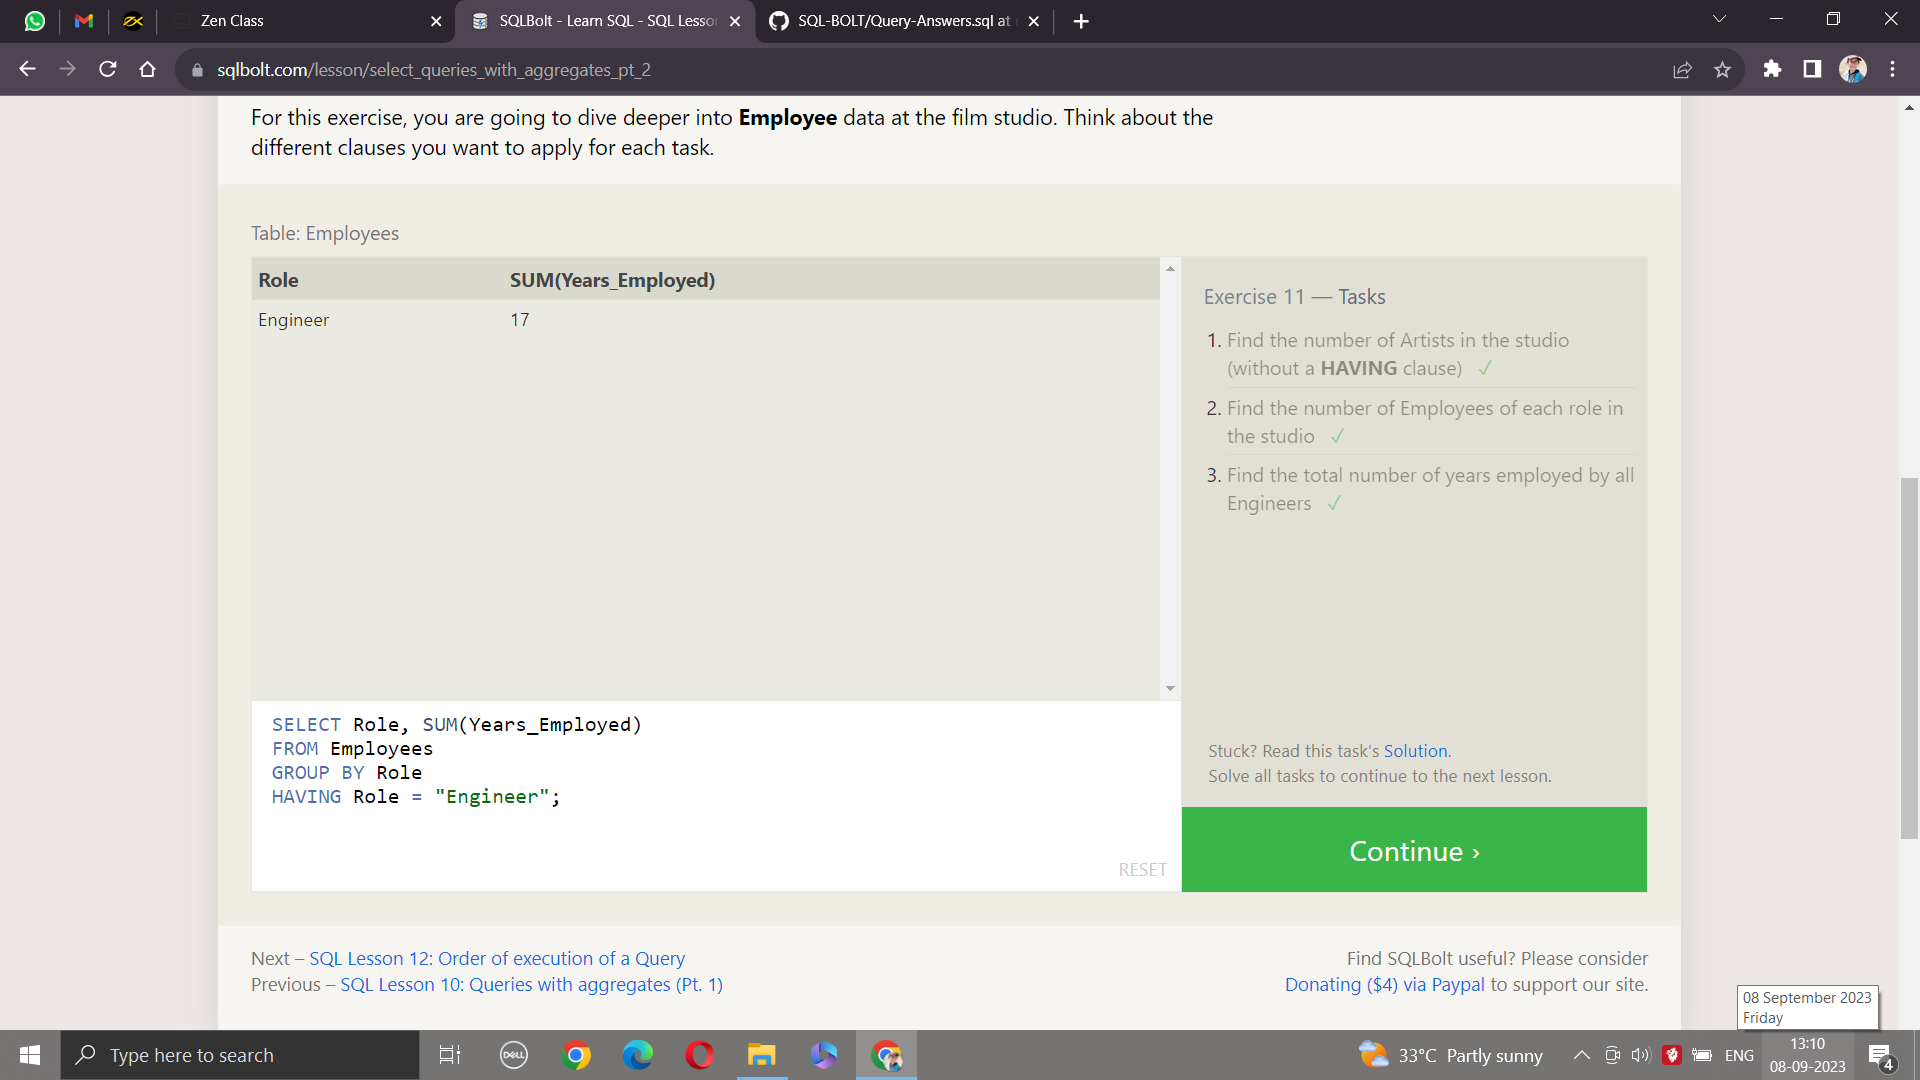 Zen Class
SQLBolt - Learn SQL - SQL Lesson
SQL-BOLT/Query-Answers.sql at
sqlbolt.com/lesson/select_queries_with_aggregates_pt_2
For this exercise, you are going to dive deeper into Employee data at the film studio. Think about the
different clauses you want to apply for each task.
Table: Employees
Role SUM(Years_Employed)
Engineer 17
Exercise 11 — Tasks
1. Find the number of Artists in the studio
(without a HAVING clause) ✓
2. Find the number of Employees of each role in
the studio ✓
3. Find the total number of years employed by all
Engineers ✓
SELECT Role, SUM(Years_Employed)
FROM Employees
GROUP BY Role
HAVING Role = "Engineer";
RESET
Stuck? Read this task's Solution.
Solve all tasks to continue to the next lesson.
Continue ›
Next – SQL Lesson 12: Order of execution of a Query
Previous – SQL Lesson 10: Queries with aggregates (Pt. 1)
Find SQLBolt useful? Please consider
Donating ($4) via Paypal to support our site.
08 September 2023
Friday
Type here to search
DELL
33°C Partly sunny
ENG
13:10
08-09-2023
4